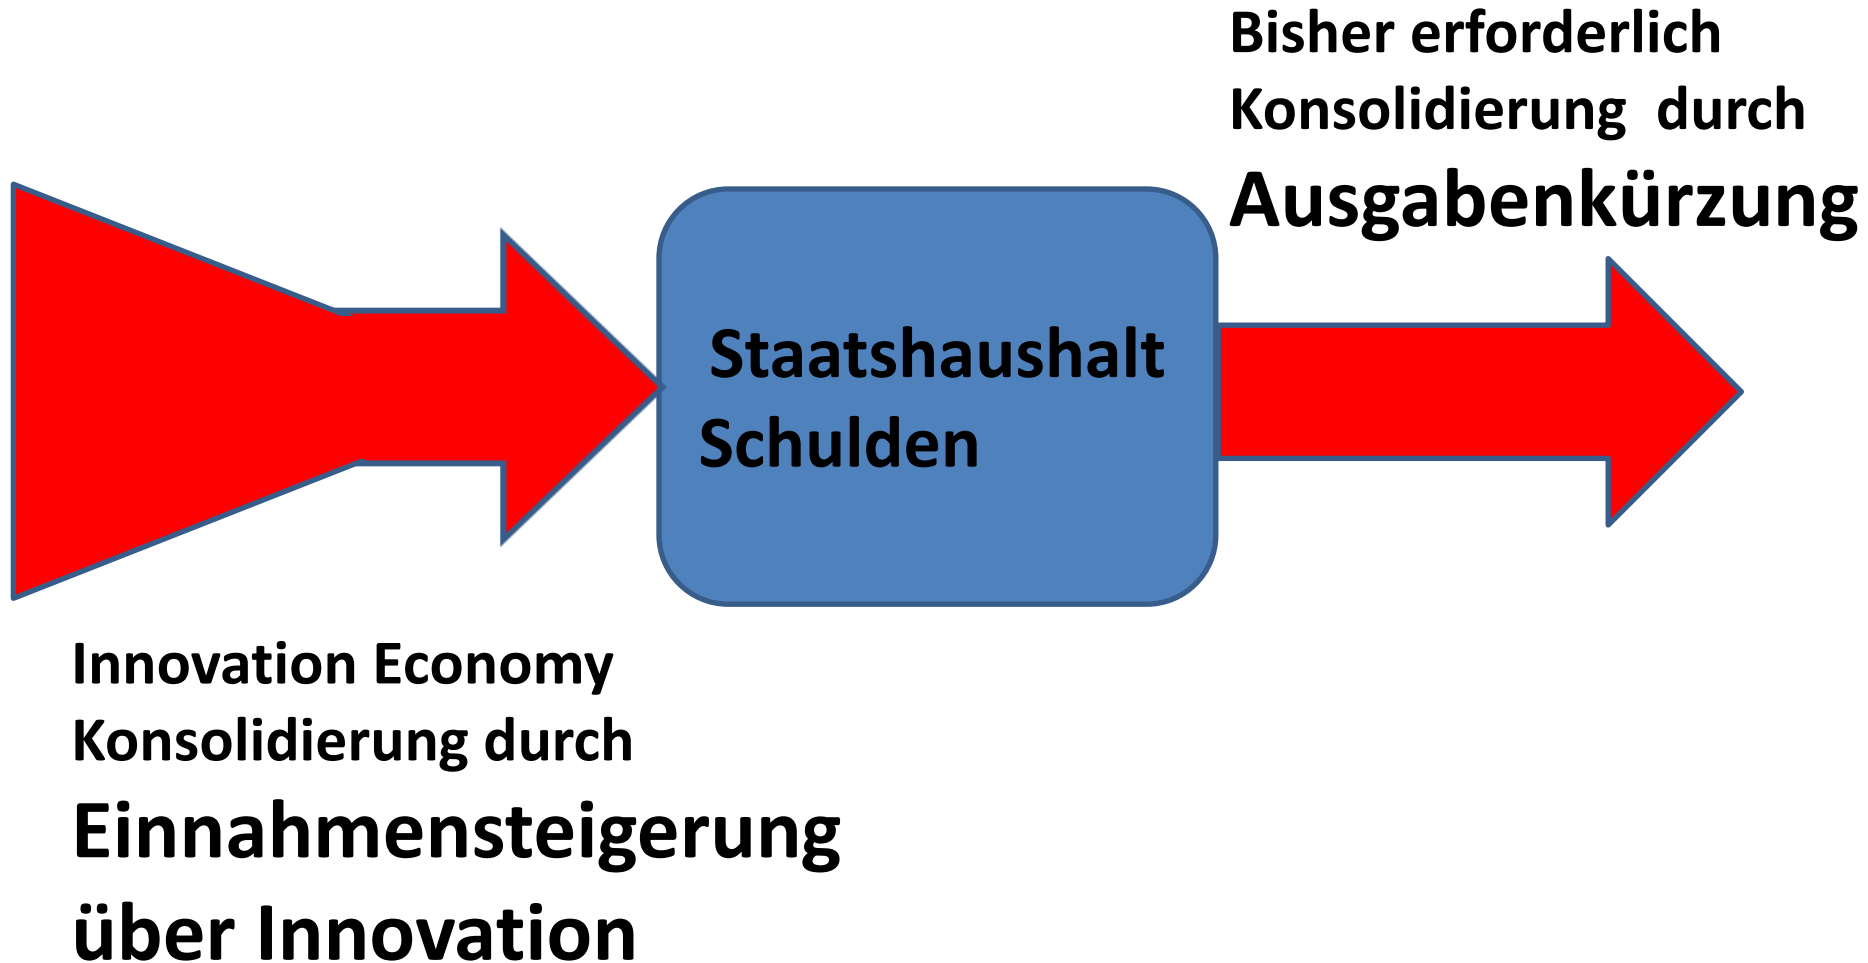 Bisher erforderlich
Konsolidierung durch
Ausgabenkürzung
Staatshaushalt
Schulden
Innovation Economy
Konsolidierung durch
Einnahmensteigerung
über Innovation